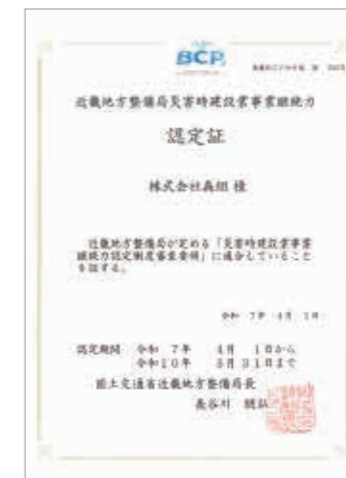 BCP
近畿地方整備局災害時建設業事業継続力
認定証
株式会社森組 様
近畿地方整備局が定める「災害時建設業事業
継続力認定制度審査要領」に適合していること
を証する。
令和 7年 4月 1日
認定期間 令和 7年 4月 1日から
令和10年 3月31日まで
国土交通省近畿地方整備局長
長谷川